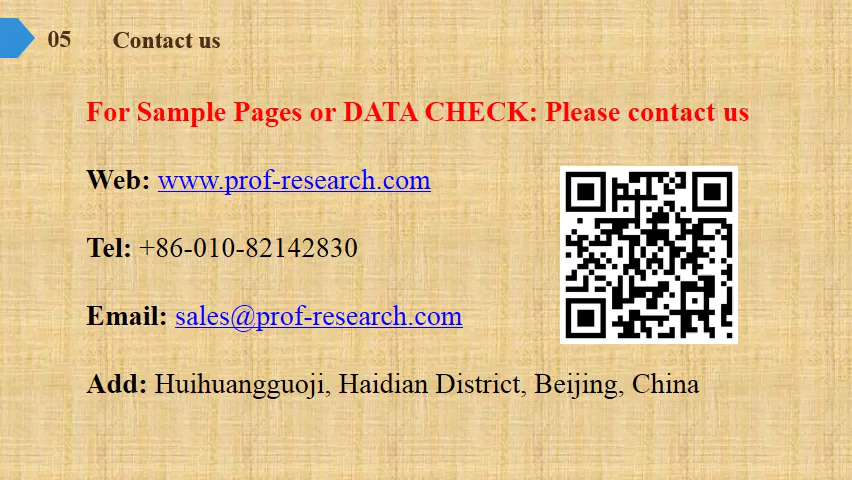 05 Contact us
For Sample Pages or DATA CHECK: Please contact us
Web: www.prof-research.com
Tel: +86-010-82142830
Email: sales@prof-research.com
Add: Huihuangguoji, Haidian District, Beijing, China